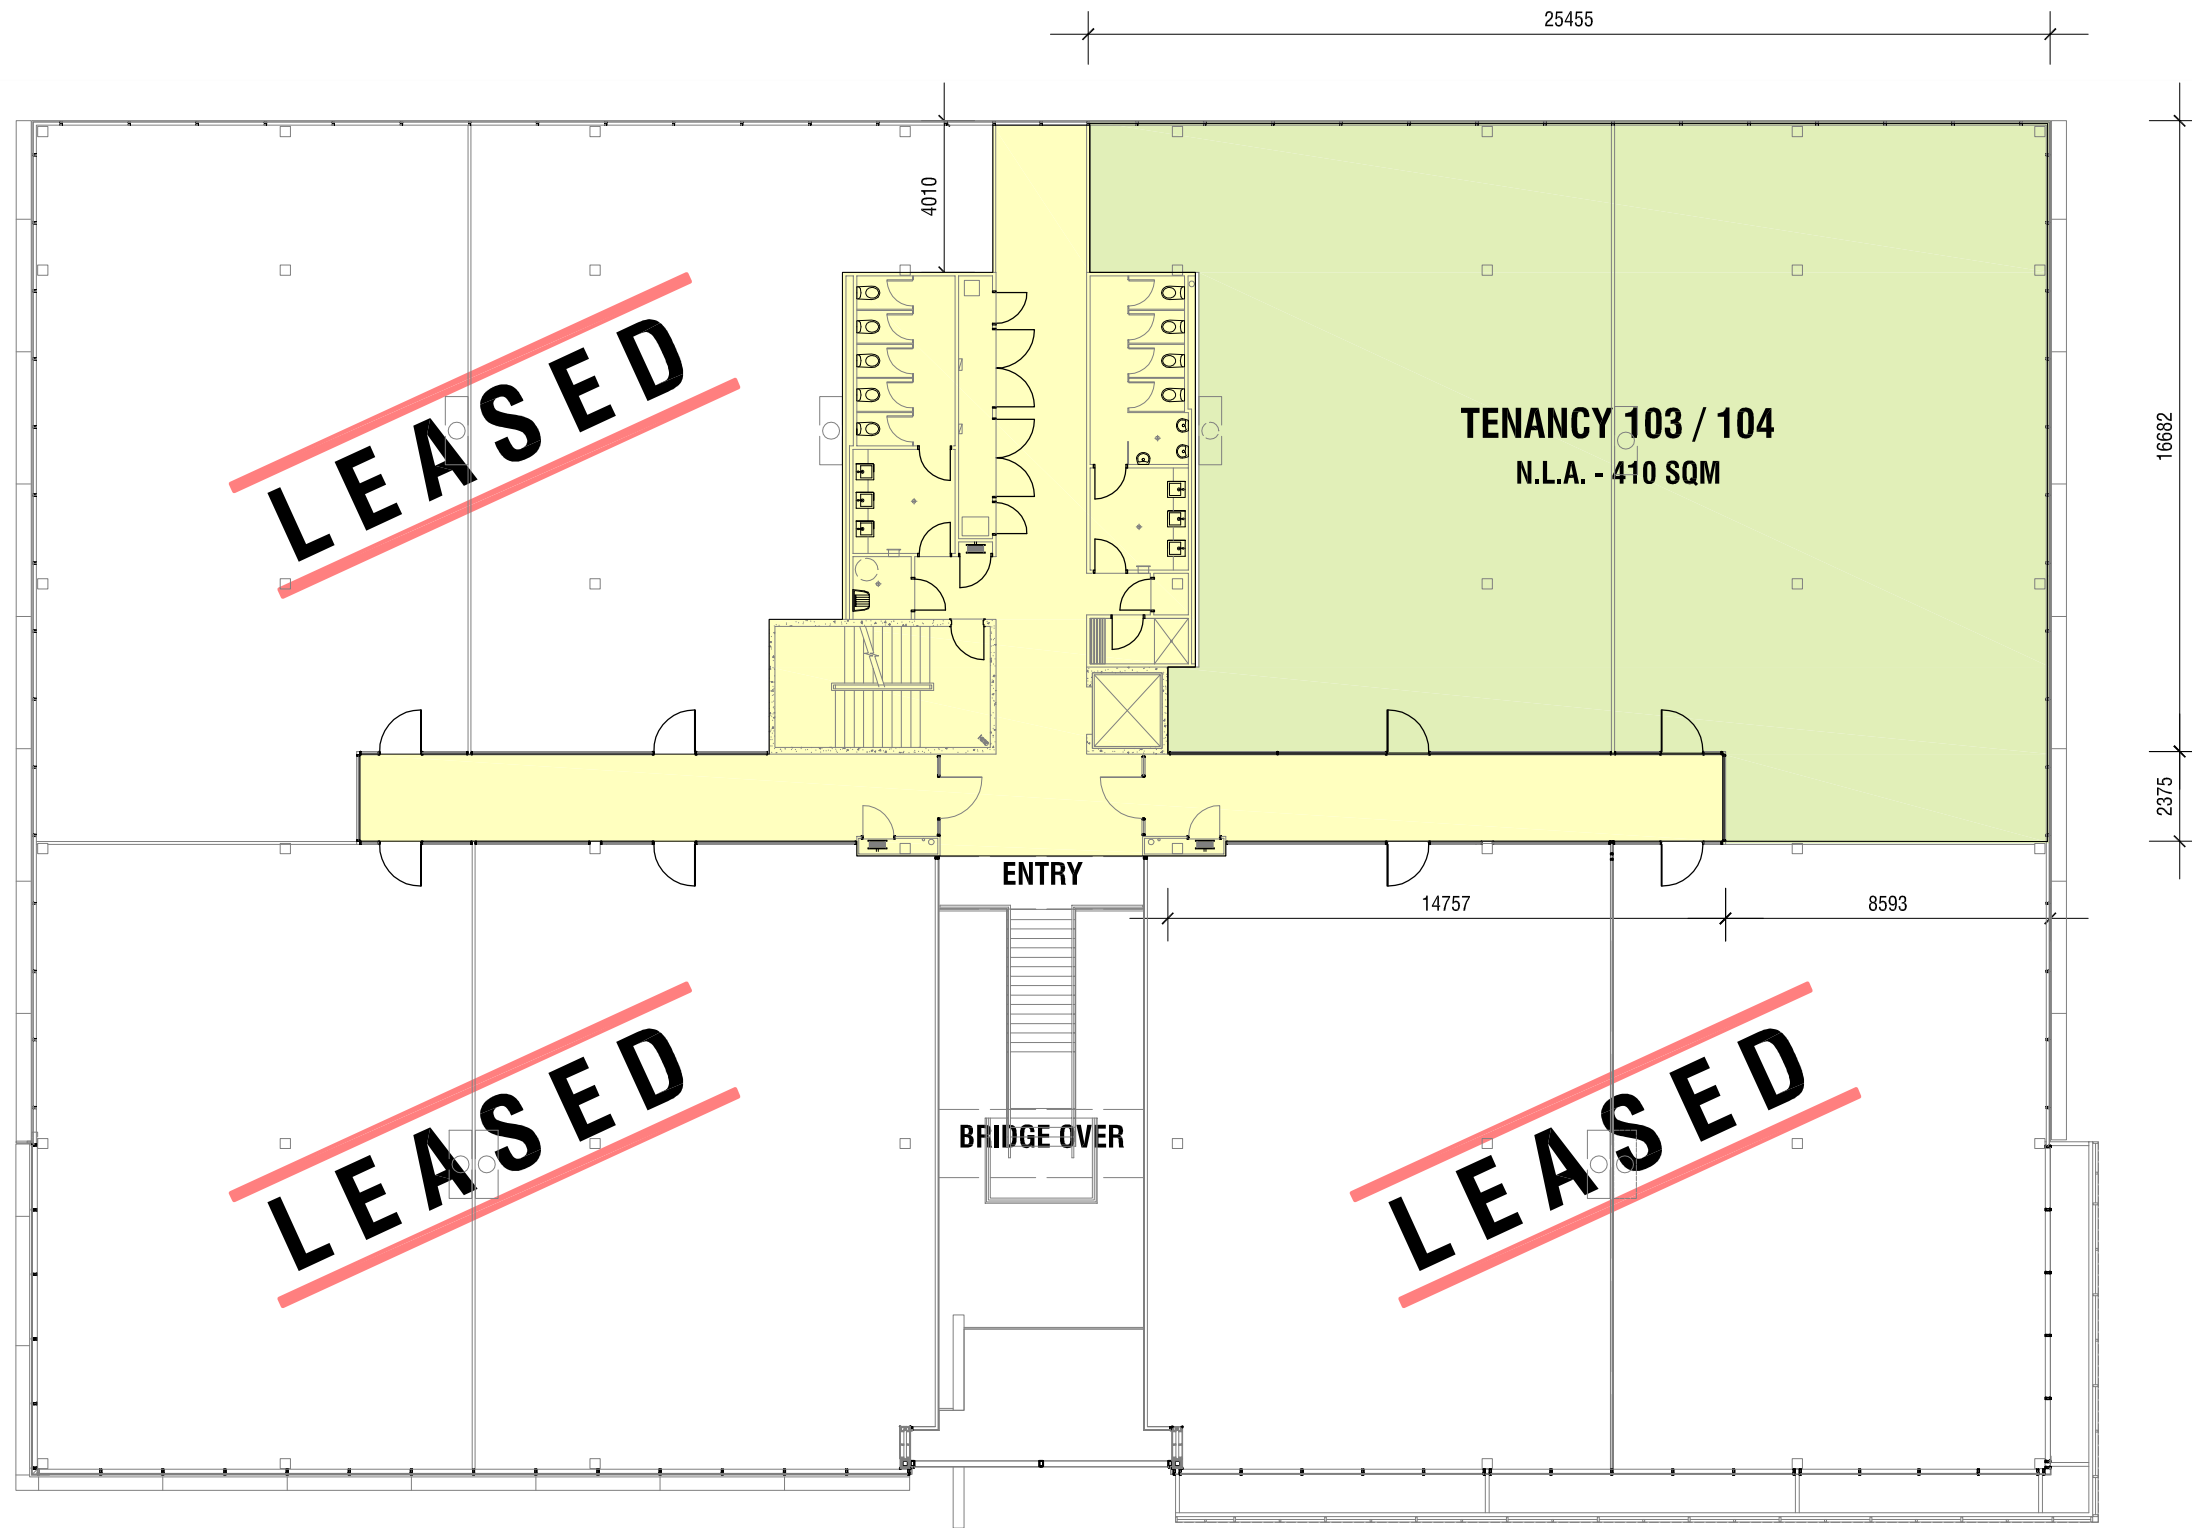 25455
4010
LEASED
TENANCY 103 / 104
N.L.A. - 410 SQM
16682
2375
ENTRY
14757
8593
LEASED
LEASED
BRIDGE OVER